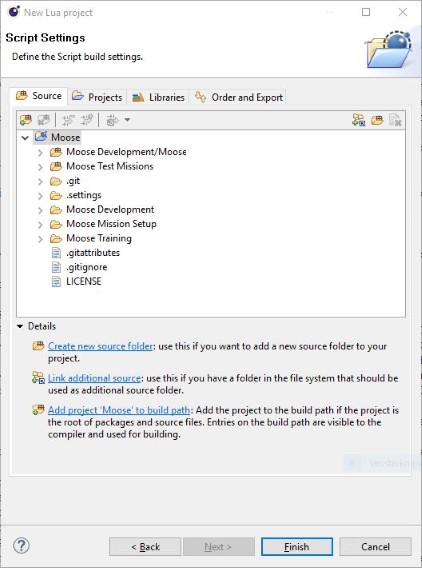 New Lua project
Script Settings
Define the Script build settings.
Source Projects Libraries Order and Export
Moose
Moose Development/Moose
Moose Test Missions
.git
.settings
Moose Development
Moose Mission Setup
Moose Training
.gitattributes
.gitignore
LICENSE
Details
Create new source folder: use this if you want to add a new source folder to your
project.
Link additional source: use this if you have a folder in the file system that should be
used as additional source folder.
Add project 'Moose' to build path: Add the project to the build path if the project is
the root of packages and source files. Entries on the build path are visible to the
compiler and used for building.
< Back Next > Finish Cancel